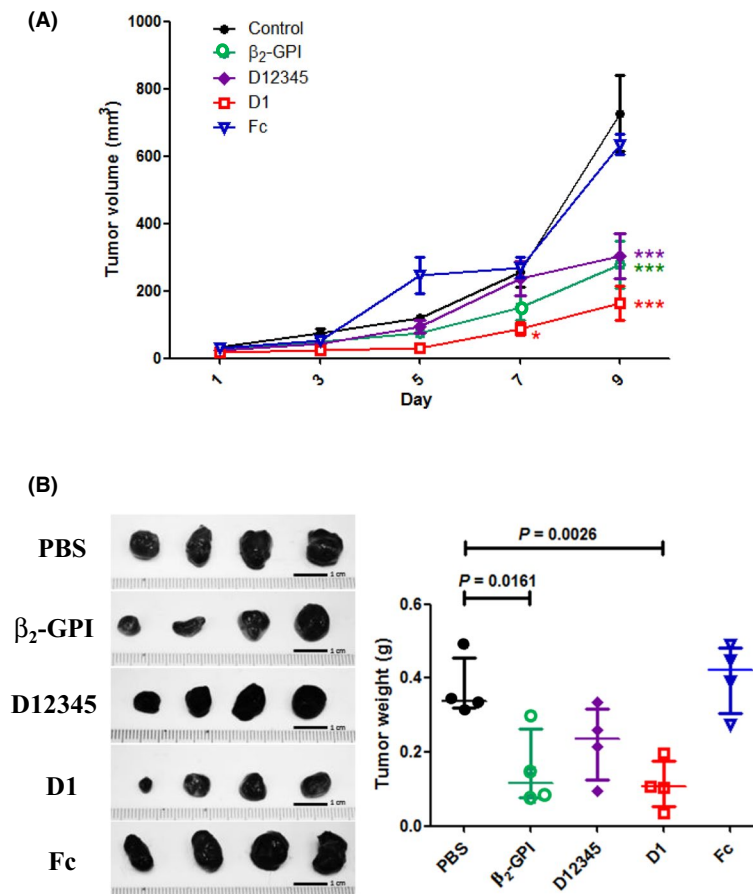 (A)
1000
800
600
400
200
0
Tumor volume (mm³)
Control
β₂-GPI
D12345
D1
Fc
***
***
***
*
1 3 5 7 9
Day
(B)
PBS
1 cm
β₂-GPI
1 cm
D12345
1 cm
D1
1 cm
Fc
1 cm
P = 0.0026
P = 0.0161
0.6
0.4
0.2
0.0
Tumor weight (g)
PBS β₂-GPI D12345 D1 Fc